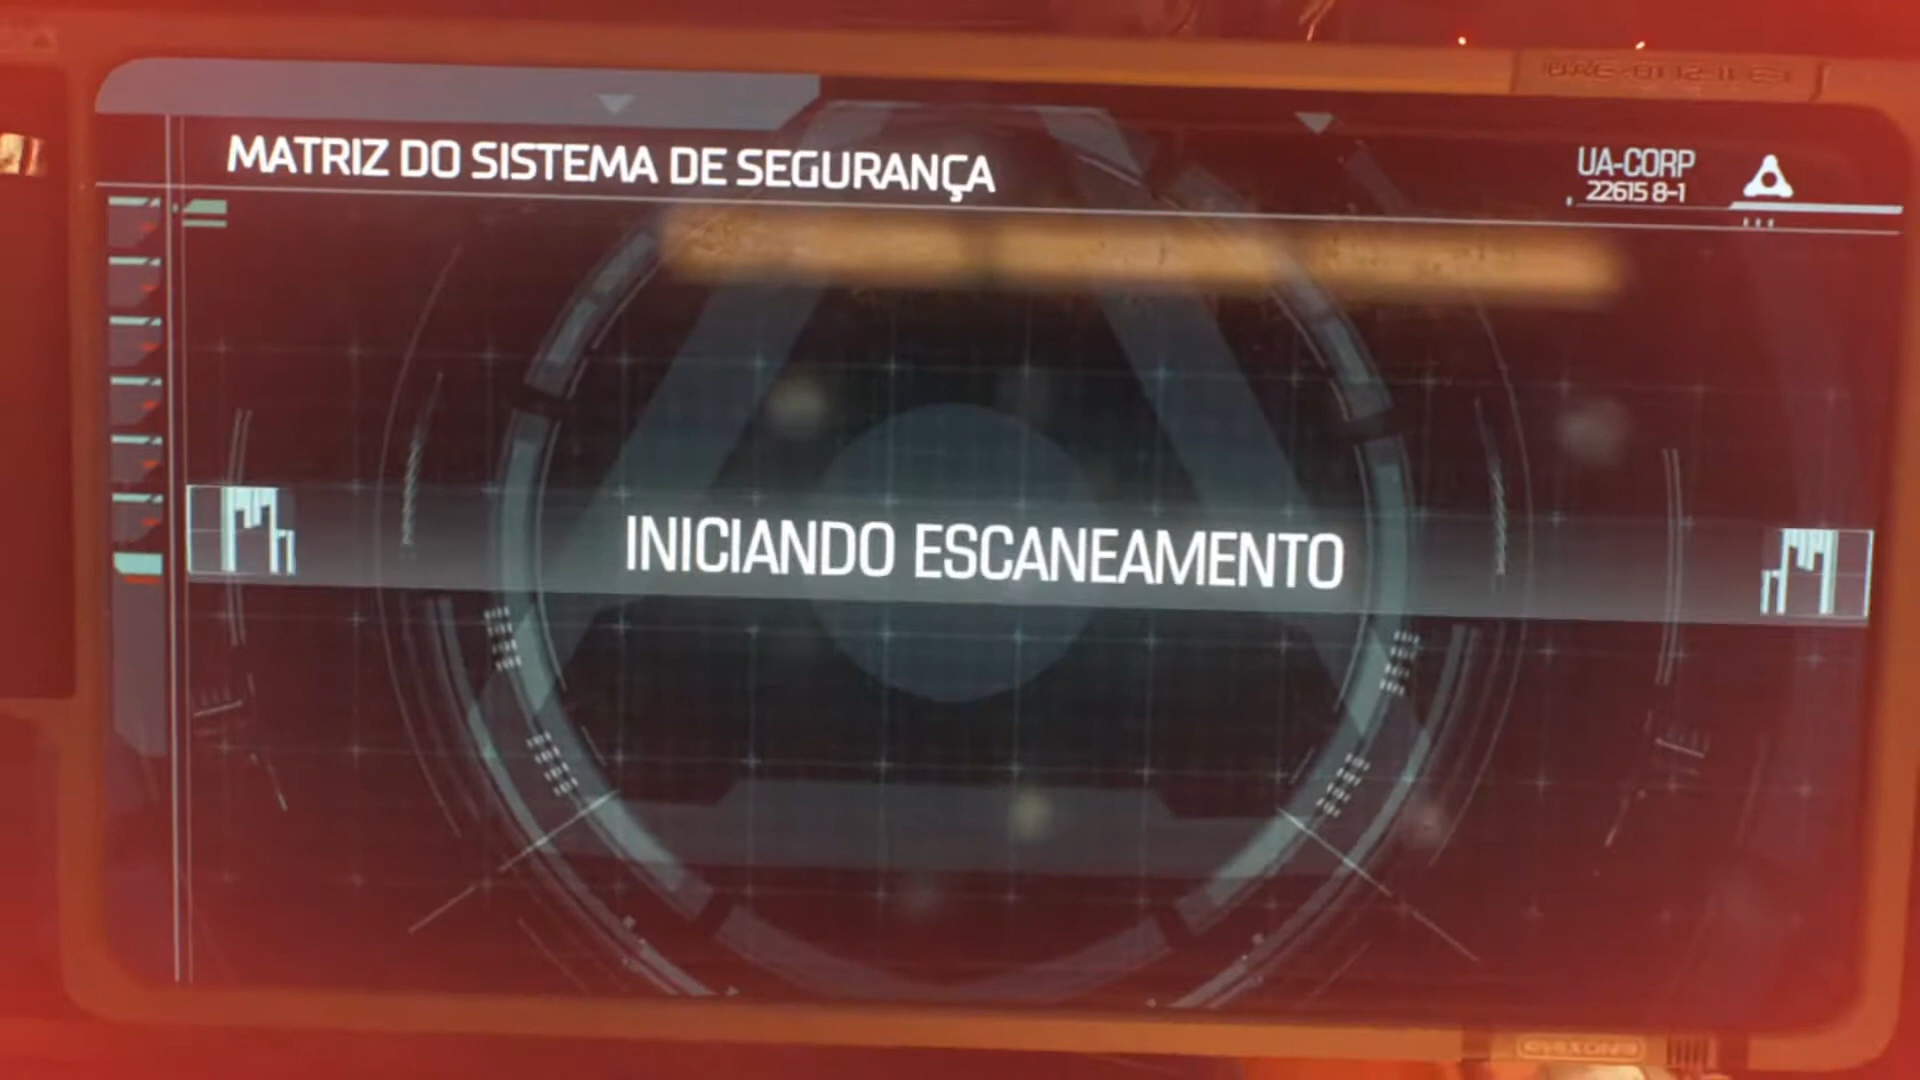 MATRIZ DO SISTEMA DE SEGURANÇA
UA-CORP
22615 8-1
INICIANDO ESCANEAMENTO